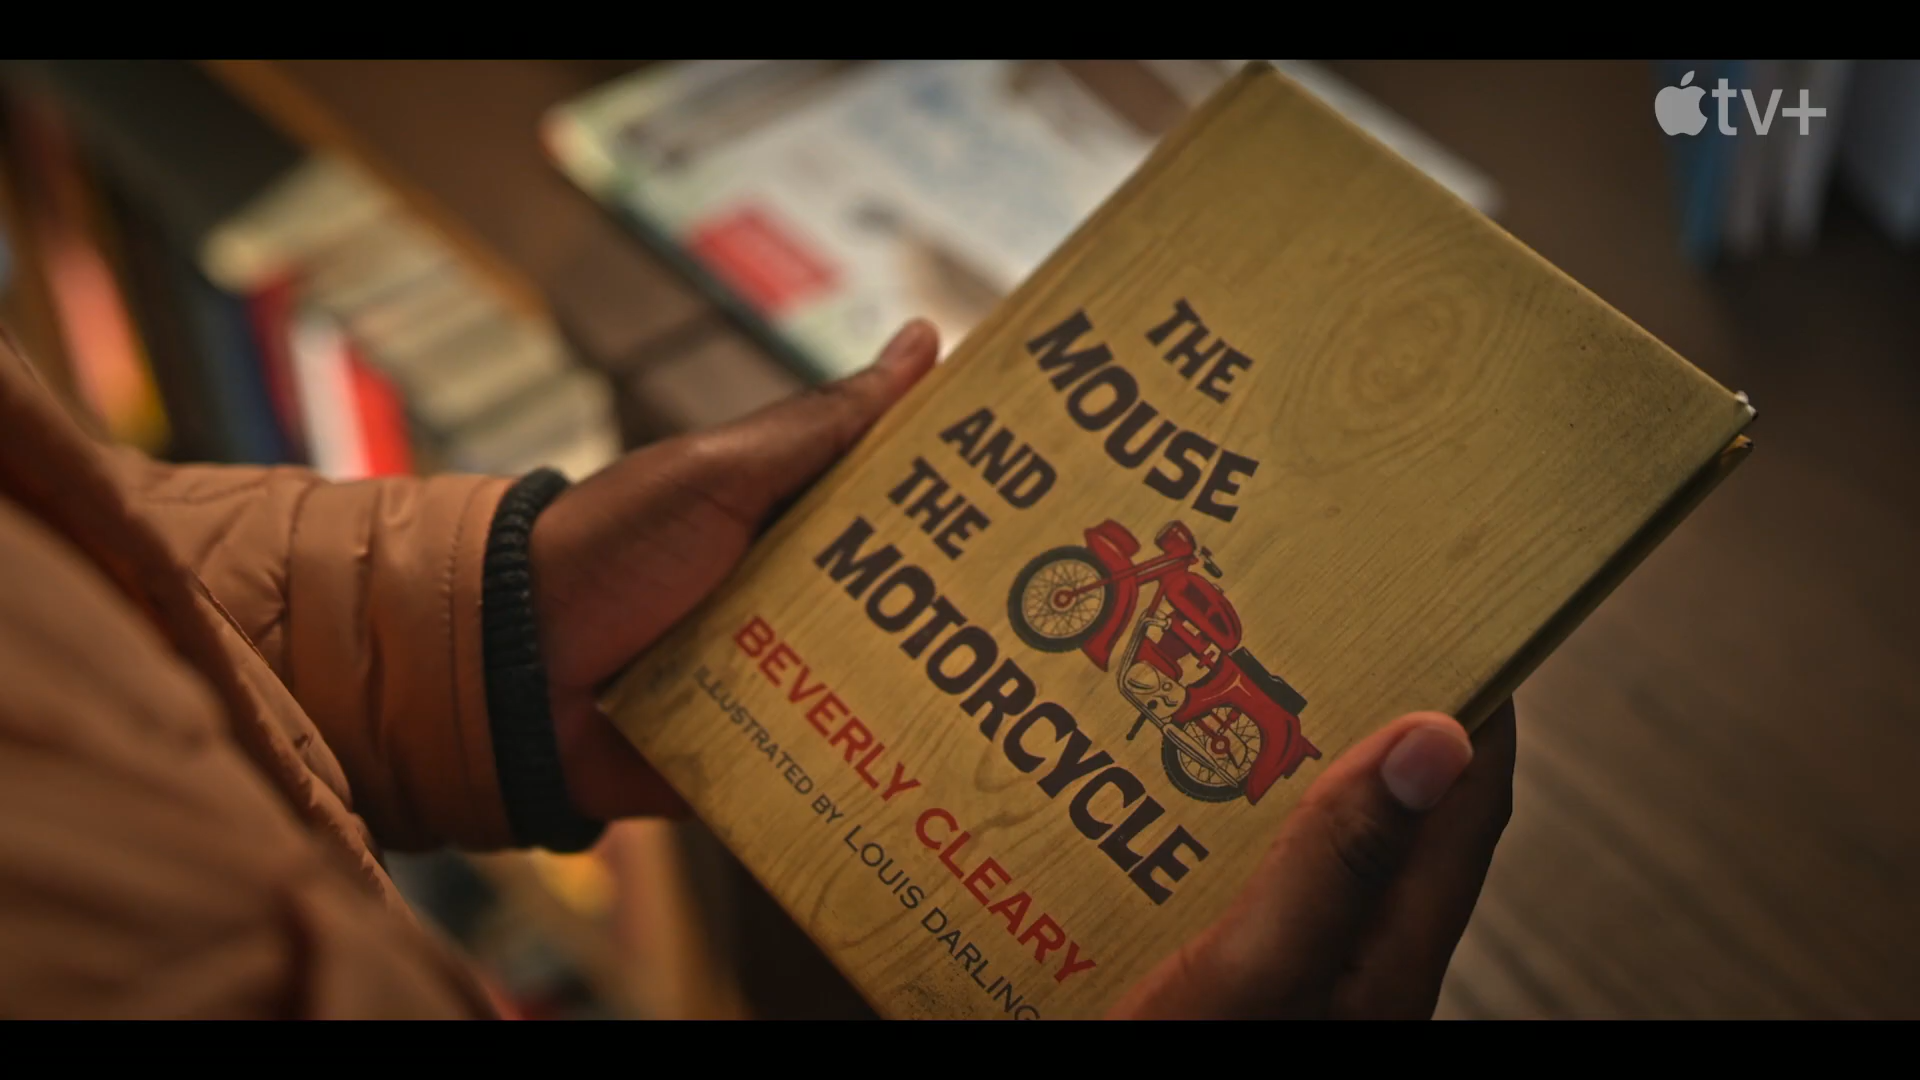 tv+
THE
MOUSE
AND
THE
MOTORCYCLE
BEVERLY CLEARY
ILLUSTRATED BY LOUIS DARLING